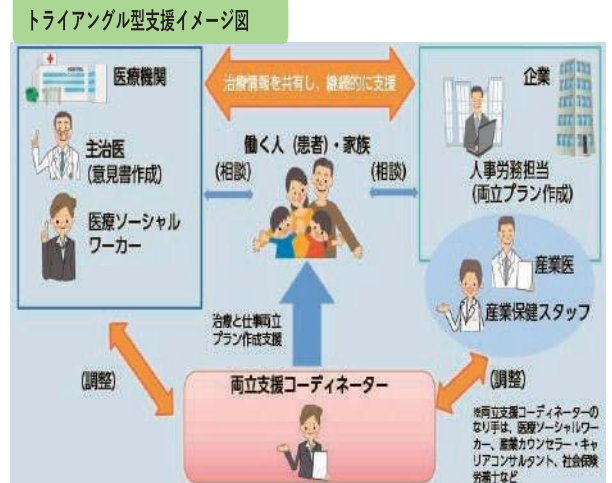 トライアングル型支援イメージ図
医療機関
治療情報を共有し、継続的に支援
企業
主治医
(意見書作成)
医療ソーシャル
ワーカー
働く人(患者)・家族
(相談)
(相談)
人事労務担当
(両立プラン作成)
産業医
産業保健スタッフ
治療と仕事両立
プラン作成支援
(調整)
(調整)
両立支援コーディネーター
※両立支援コーディネーターの
なり手は、医療ソーシャルワー
カー、産業カウンセラー・キャ
リアコンサルタント、社会保険
労務士など